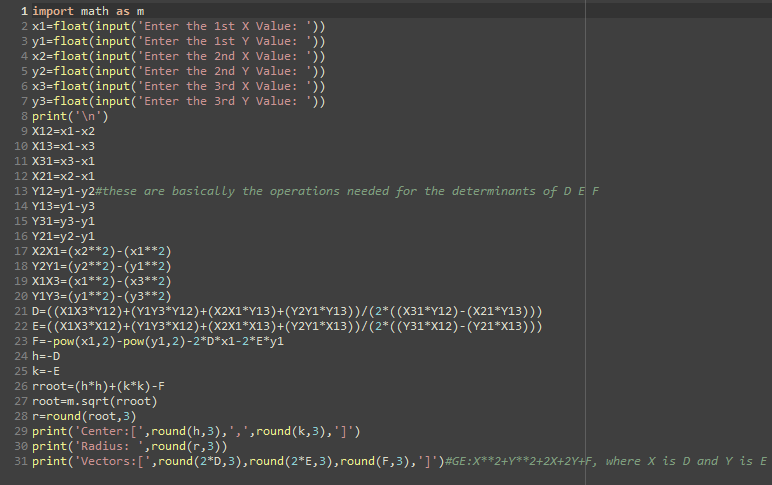 1 import math as m
2 x1=float(input('Enter the 1st X Value: '))
3 y1=float(input('Enter the 1st Y Value: '))
4 x2=float(input('Enter the 2nd X Value: '))
5 y2=float(input('Enter the 2nd Y Value: '))
6 x3=float(input('Enter the 3rd X Value: '))
7 y3=float(input('Enter the 3rd Y Value: '))
8 print('\n')
9 X12=x1-x2
10 X13=x1-x3
11 X31=x3-x1
12 X21=x2-x1
13 Y12=y1-y2#these are basically the operations needed for the determinants of D E F
14 Y13=y1-y3
15 Y31=y3-y1
16 Y21=y2-y1
17 X2X1=(x2**2)-(x1**2)
18 Y2Y1=(y2**2)-(y1**2)
19 X1X3=(x1**2)-(x3**2)
20 Y1Y3=(y1**2)-(y3**2)
21 D=((X1X3*Y12)+(Y1Y3*Y12)+(X2X1*Y13)+(Y2Y1*Y13))/(2*((X31*Y12)-(X21*Y13)))
22 E=((X1X3*X12)+(Y1Y3*X12)+(X2X1*X13)+(Y2Y1*X13))/(2*((Y31*X12)-(Y21*X13)))
23 F=-pow(x1,2)-pow(y1,2)-2*D*x1-2*E*y1
24 h=-D
25 k=-E
26 rroot=(h*h)+(k*k)-F
27 root=m.sqrt(rroot)
28 r=round(root,3)
29 print('Center:[',round(h,3),',',round(k,3),']')
30 print('Radius: ',round(r,3))
31 print('Vectors:[',round(2*D,3),round(2*E,3),round(F,3),']')#GE:X**2+Y**2+2X+2Y+F, where X is D and Y is E